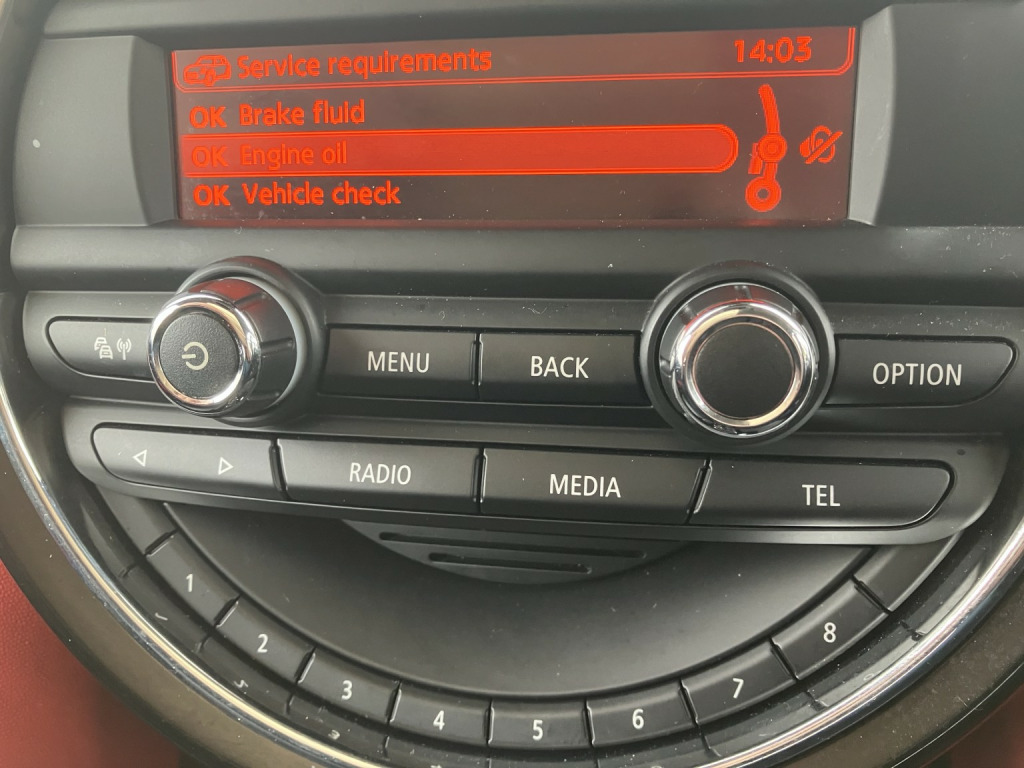 Service requirements 14:03
OK Brake fluid
OK Engine oil
OK Vehicle check
MENU BACK OPTION
RADIO MEDIA TEL
1 2 3 4 5 6 7 8